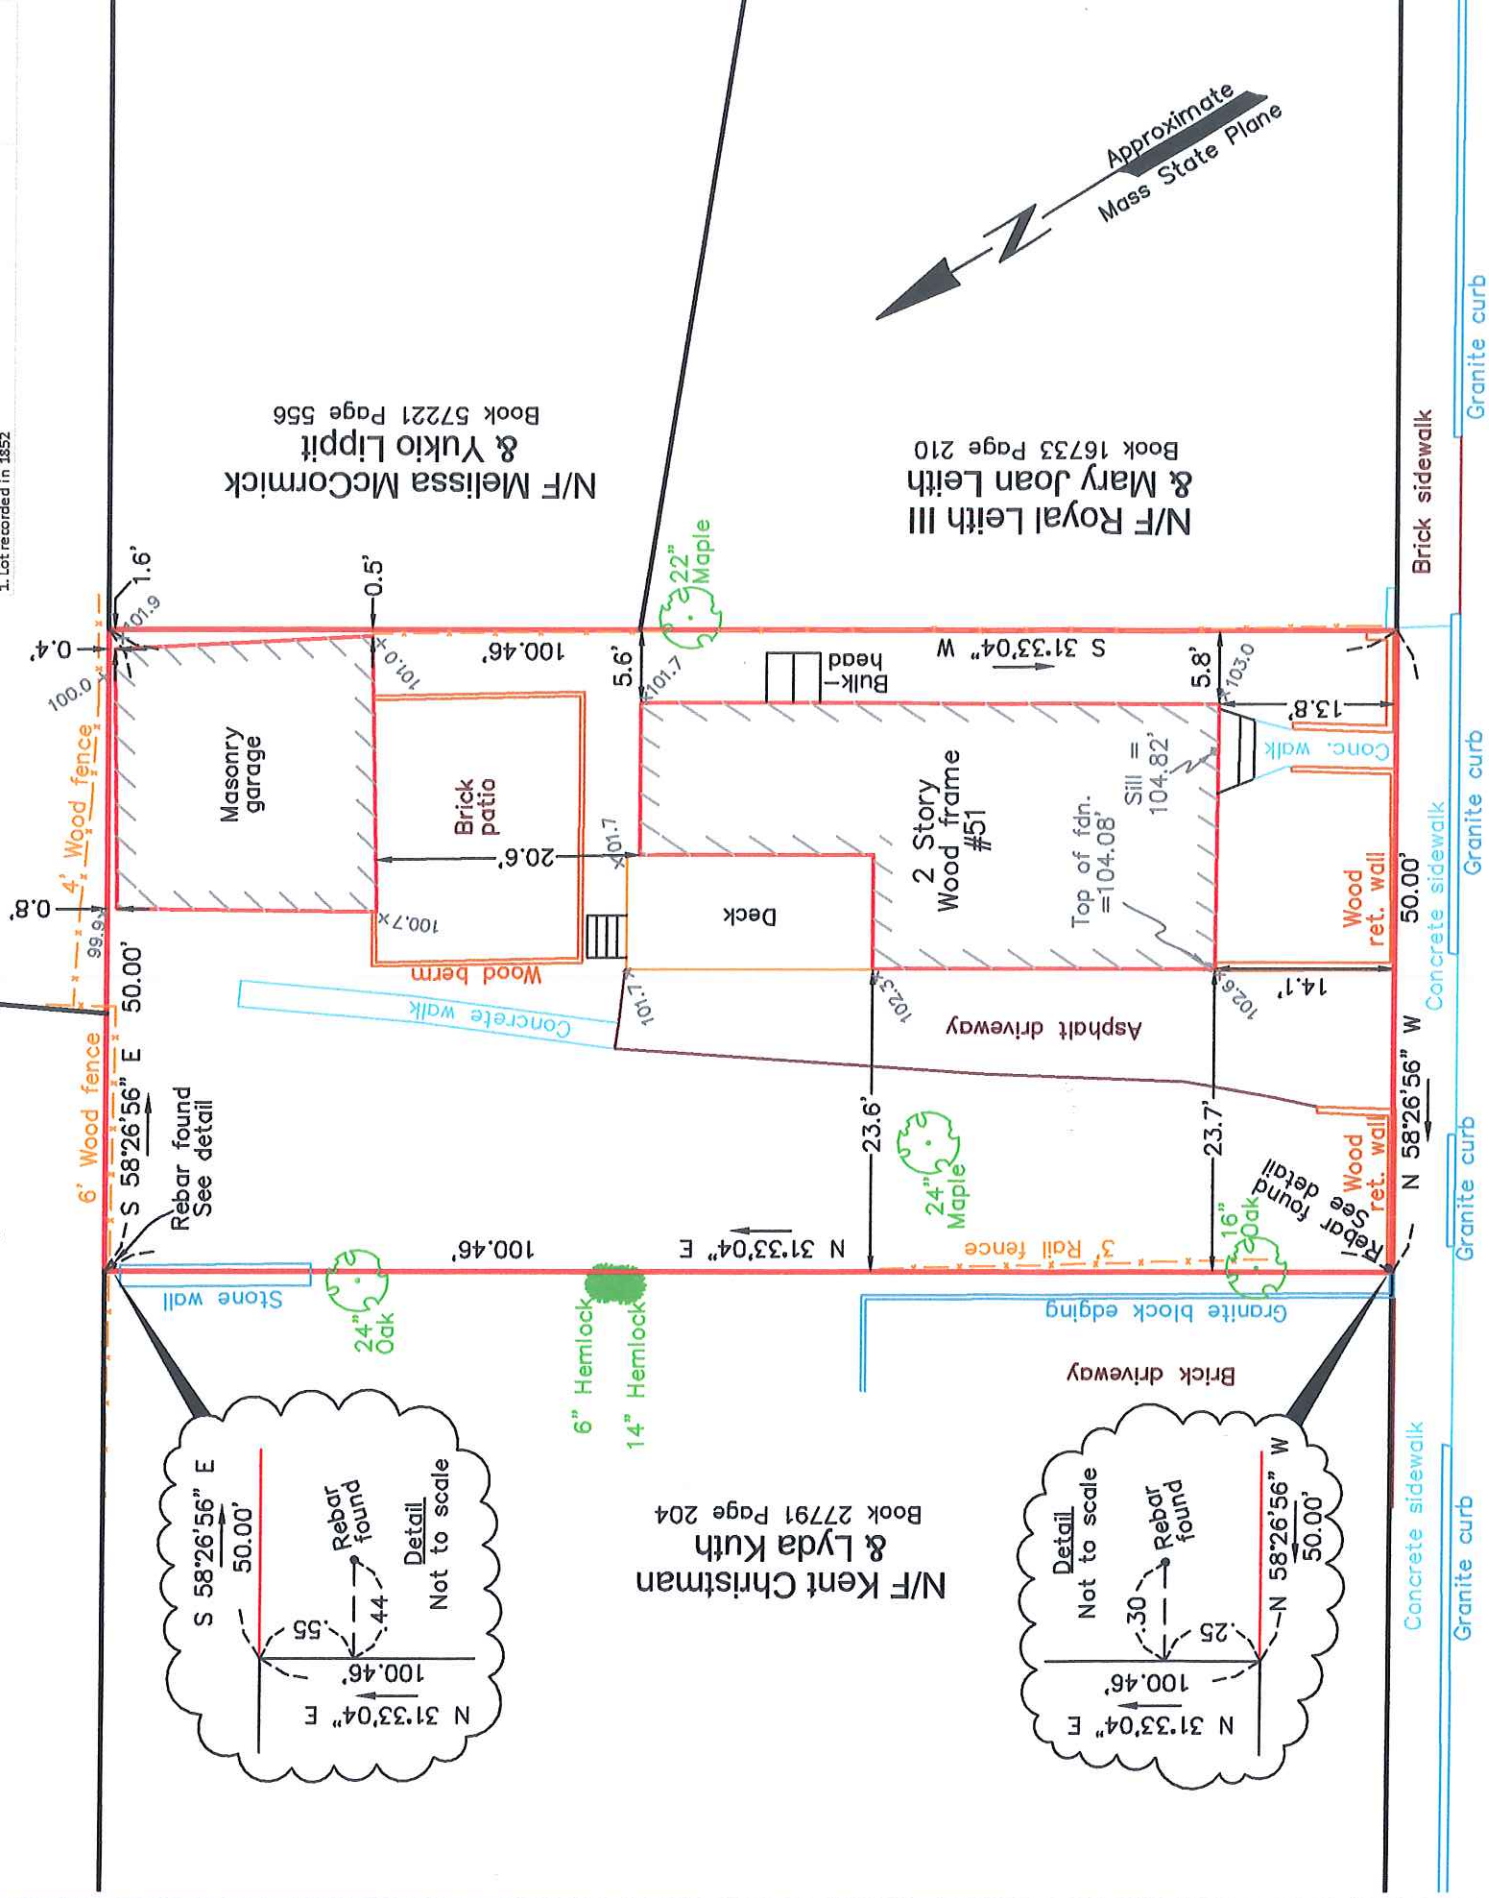 1. Lot recorded in 1852
Approximate
Mass State Plane
N
N/F Melissa McCormick
& Yukio Lippit
Book 57221 Page 556
N/F Royal Leith III
& Mary Joan Leith
Book 16733 Page 210
0.4'
1.6'
101.9
100.0
4' Wood fence
0.8'
99.9
6' Wood fence
S 58°26'56" E
50.00'
Rebar found
See detail
Masonry
garage
0.5'
101.0
100.7
100.46'
S 31°33'04" W
22"
Maple
Brick
patio
20.6'
Wood berm
Concrete walk
101.7
101.7
5.6'
101.7
Bulk-
head
Deck
2 Story
Wood frame
#51
Sill =
104.82'
Top of fdn.
=104.08'
5.8'
103.0
13.8'
Conc. walk
102.3
102.6
14.1'
Asphalt driveway
23.6'
23.7'
24"
Maple
16"
Oak
Wood
ret. wall
Wood
ret. wall
50.00'
N 58°26'56" W
Rebar found
See detail
3' Rail fence
N 31°33'04" E
100.46'
Stone wall
24"
Oak
6" Hemlock
14" Hemlock
Granite block edging
Brick driveway
Brick sidewalk
Concrete sidewalk
Concrete sidewalk
Granite curb
Granite curb
Granite curb
Granite curb
N/F Kent Christman
& Lyda Kuth
Book 27791 Page 204
S 58°26'56" E
50.00'
.55
.44
Rebar
found
Detail
Not to scale
100.46'
N 31°33'04" E
Detail
Not to scale
.30
Rebar
found
.25
N 58°26'56" W
50.00'
100.46'
N 31°33'04" E